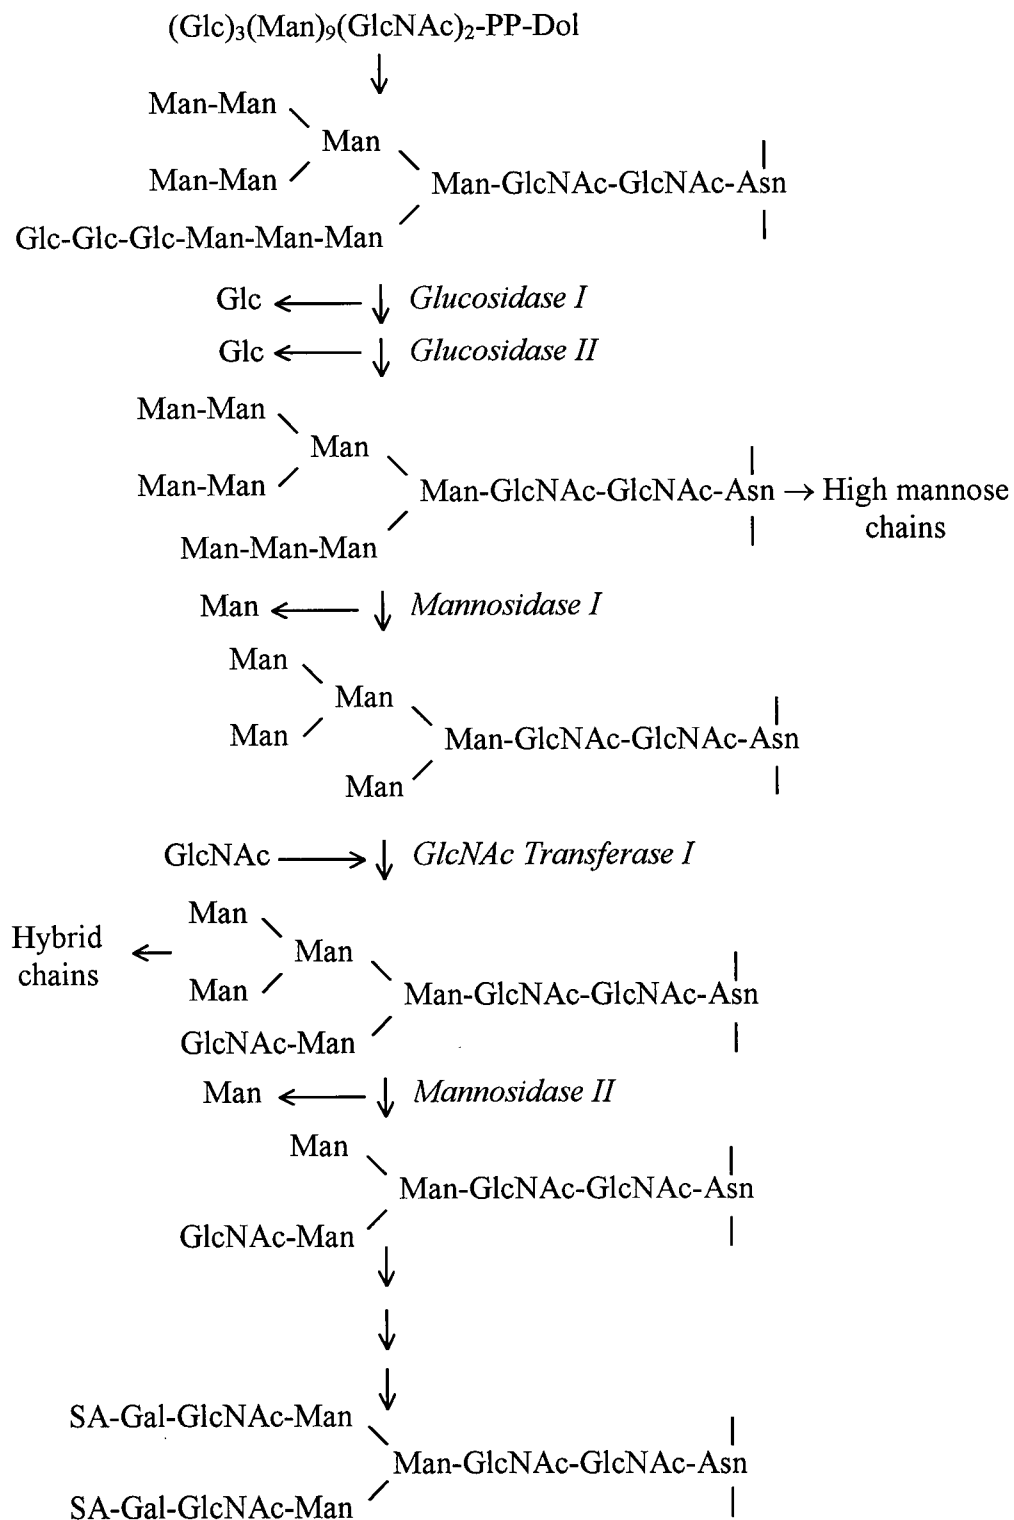 (Glc)₃(Man)₉(GlcNAc)₂-PP-Dol
Man-Man
Man
Man-Man
Man-GlcNAc-GlcNAc-Asn
Glc-Glc-Glc-Man-Man-Man
Glc ← ↓ Glucosidase I
Glc ← ↓ Glucosidase II
Man-Man
Man
Man-Man
Man-GlcNAc-GlcNAc-Asn → High mannose
chains
Man-Man-Man
Man ← ↓ Mannosidase I
Man
Man
Man
Man-GlcNAc-GlcNAc-Asn
Man
GlcNAc → ↓ GlcNAc Transferase I
Man
Hybrid
chains
Man
Man
Man-GlcNAc-GlcNAc-Asn
GlcNAc-Man
Man ← ↓ Mannosidase II
Man
Man-GlcNAc-GlcNAc-Asn
GlcNAc-Man
SA-Gal-GlcNAc-Man
Man-GlcNAc-GlcNAc-Asn
SA-Gal-GlcNAc-Man